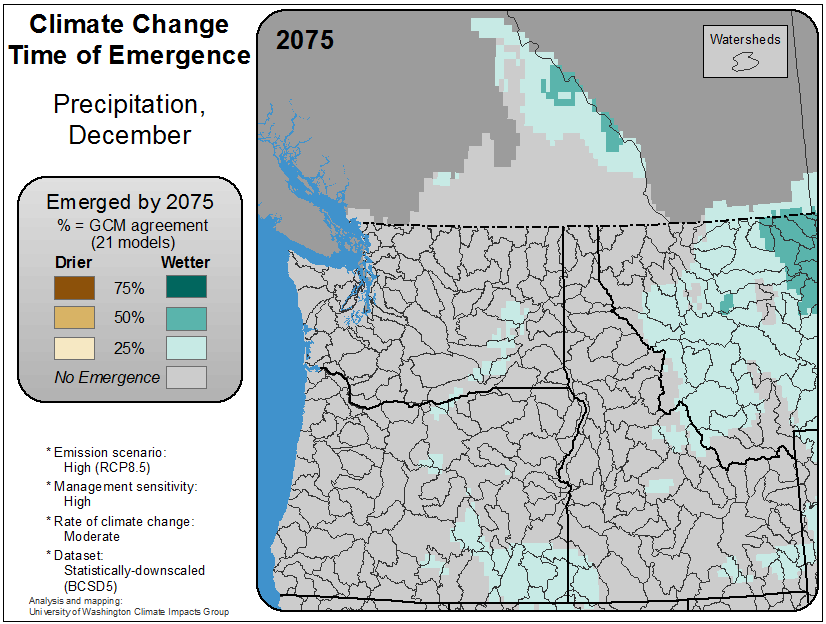 Climate Change
Time of Emergence
Precipitation,
December
Emerged by 2075
% = GCM agreement
(21 models)
Drier Wetter
75%
50%
25%
No Emergence
* Emission scenario:
High (RCP8.5)
* Management sensitivity:
High
* Rate of climate change:
Moderate
* Dataset:
Statistically-downscaled
(BCSD5)
Analysis and mapping:
University of Washington Climate Impacts Group
2075
Watersheds